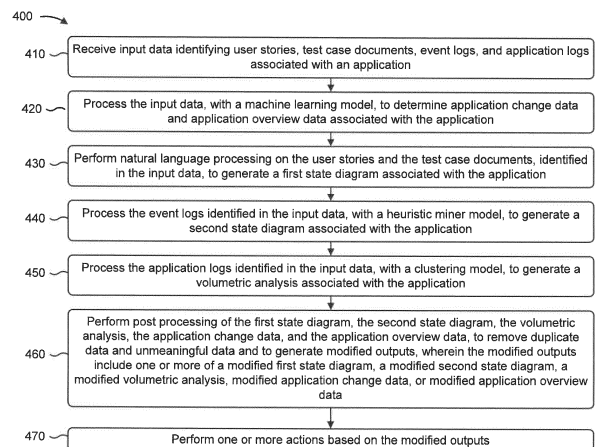 400
410
Receive input data identifying user stories, test case documents, event logs, and application logs
associated with an application
420
Process the input data, with a machine learning model, to determine application change data
and application overview data associated with the application
430
Perform natural language processing on the user stories and the test case documents, identified
in the input data, to generate a first state diagram associated with the application
440
Process the event logs identified in the input data, with a heuristic miner model, to generate a
second state diagram associated with the application
450
Process the application logs identified in the input data, with a clustering model, to generate a
volumetric analysis associated with the application
460
Perform post processing of the first state diagram, the second state diagram, the volumetric
analysis, the application change data, and the application overview data, to remove duplicate
data and unmeaningful data and to generate modified outputs, wherein the modified outputs
include one or more of a modified first state diagram, a modified second state diagram, a
modified volumetric analysis, modified application change data, or modified application overview
data
470
Perform one or more actions based on the modified outputs